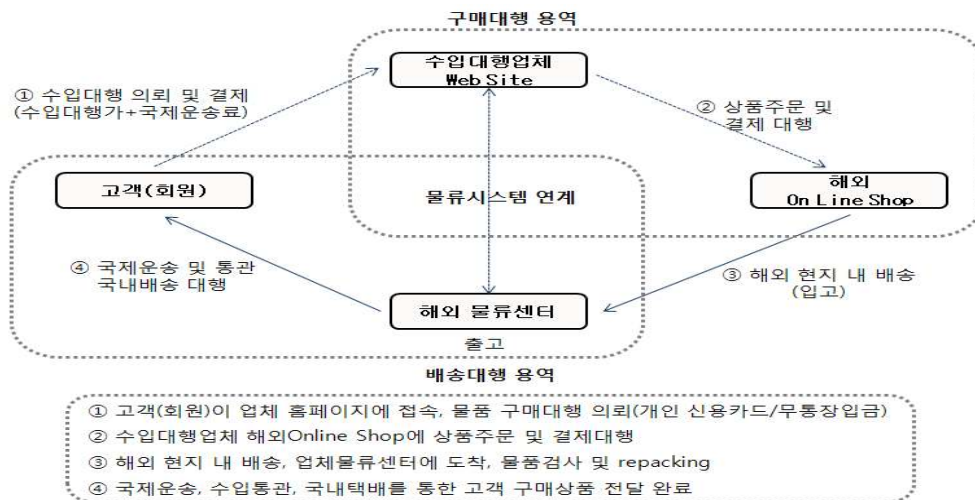 구매대행 용역
수입대행업체
Web Site
① 수입대행 의뢰 및 결제
(수입대행가+국제운송료)
② 상품주문 및
결제 대행
고객(회원)
물류시스템 연계
해외
On Line Shop
④ 국제운송 및 통관
국내배송 대행
③ 해외 현지 내 배송
(입고)
해외 물류센터
출고
배송대행 용역
① 고객(회원)이 업체 홈페이지에 접속, 물품 구매대행 의뢰(개인 신용카드/무통장입금)
② 수입대행업체 해외Online Shop에 상품주문 및 결제대행
③ 해외 현지 내 배송, 업체물류센터에 도착, 물품검사 및 repacking
④ 국제운송, 수입통관, 국내택배를 통한 고객 구매상품 전달 완료